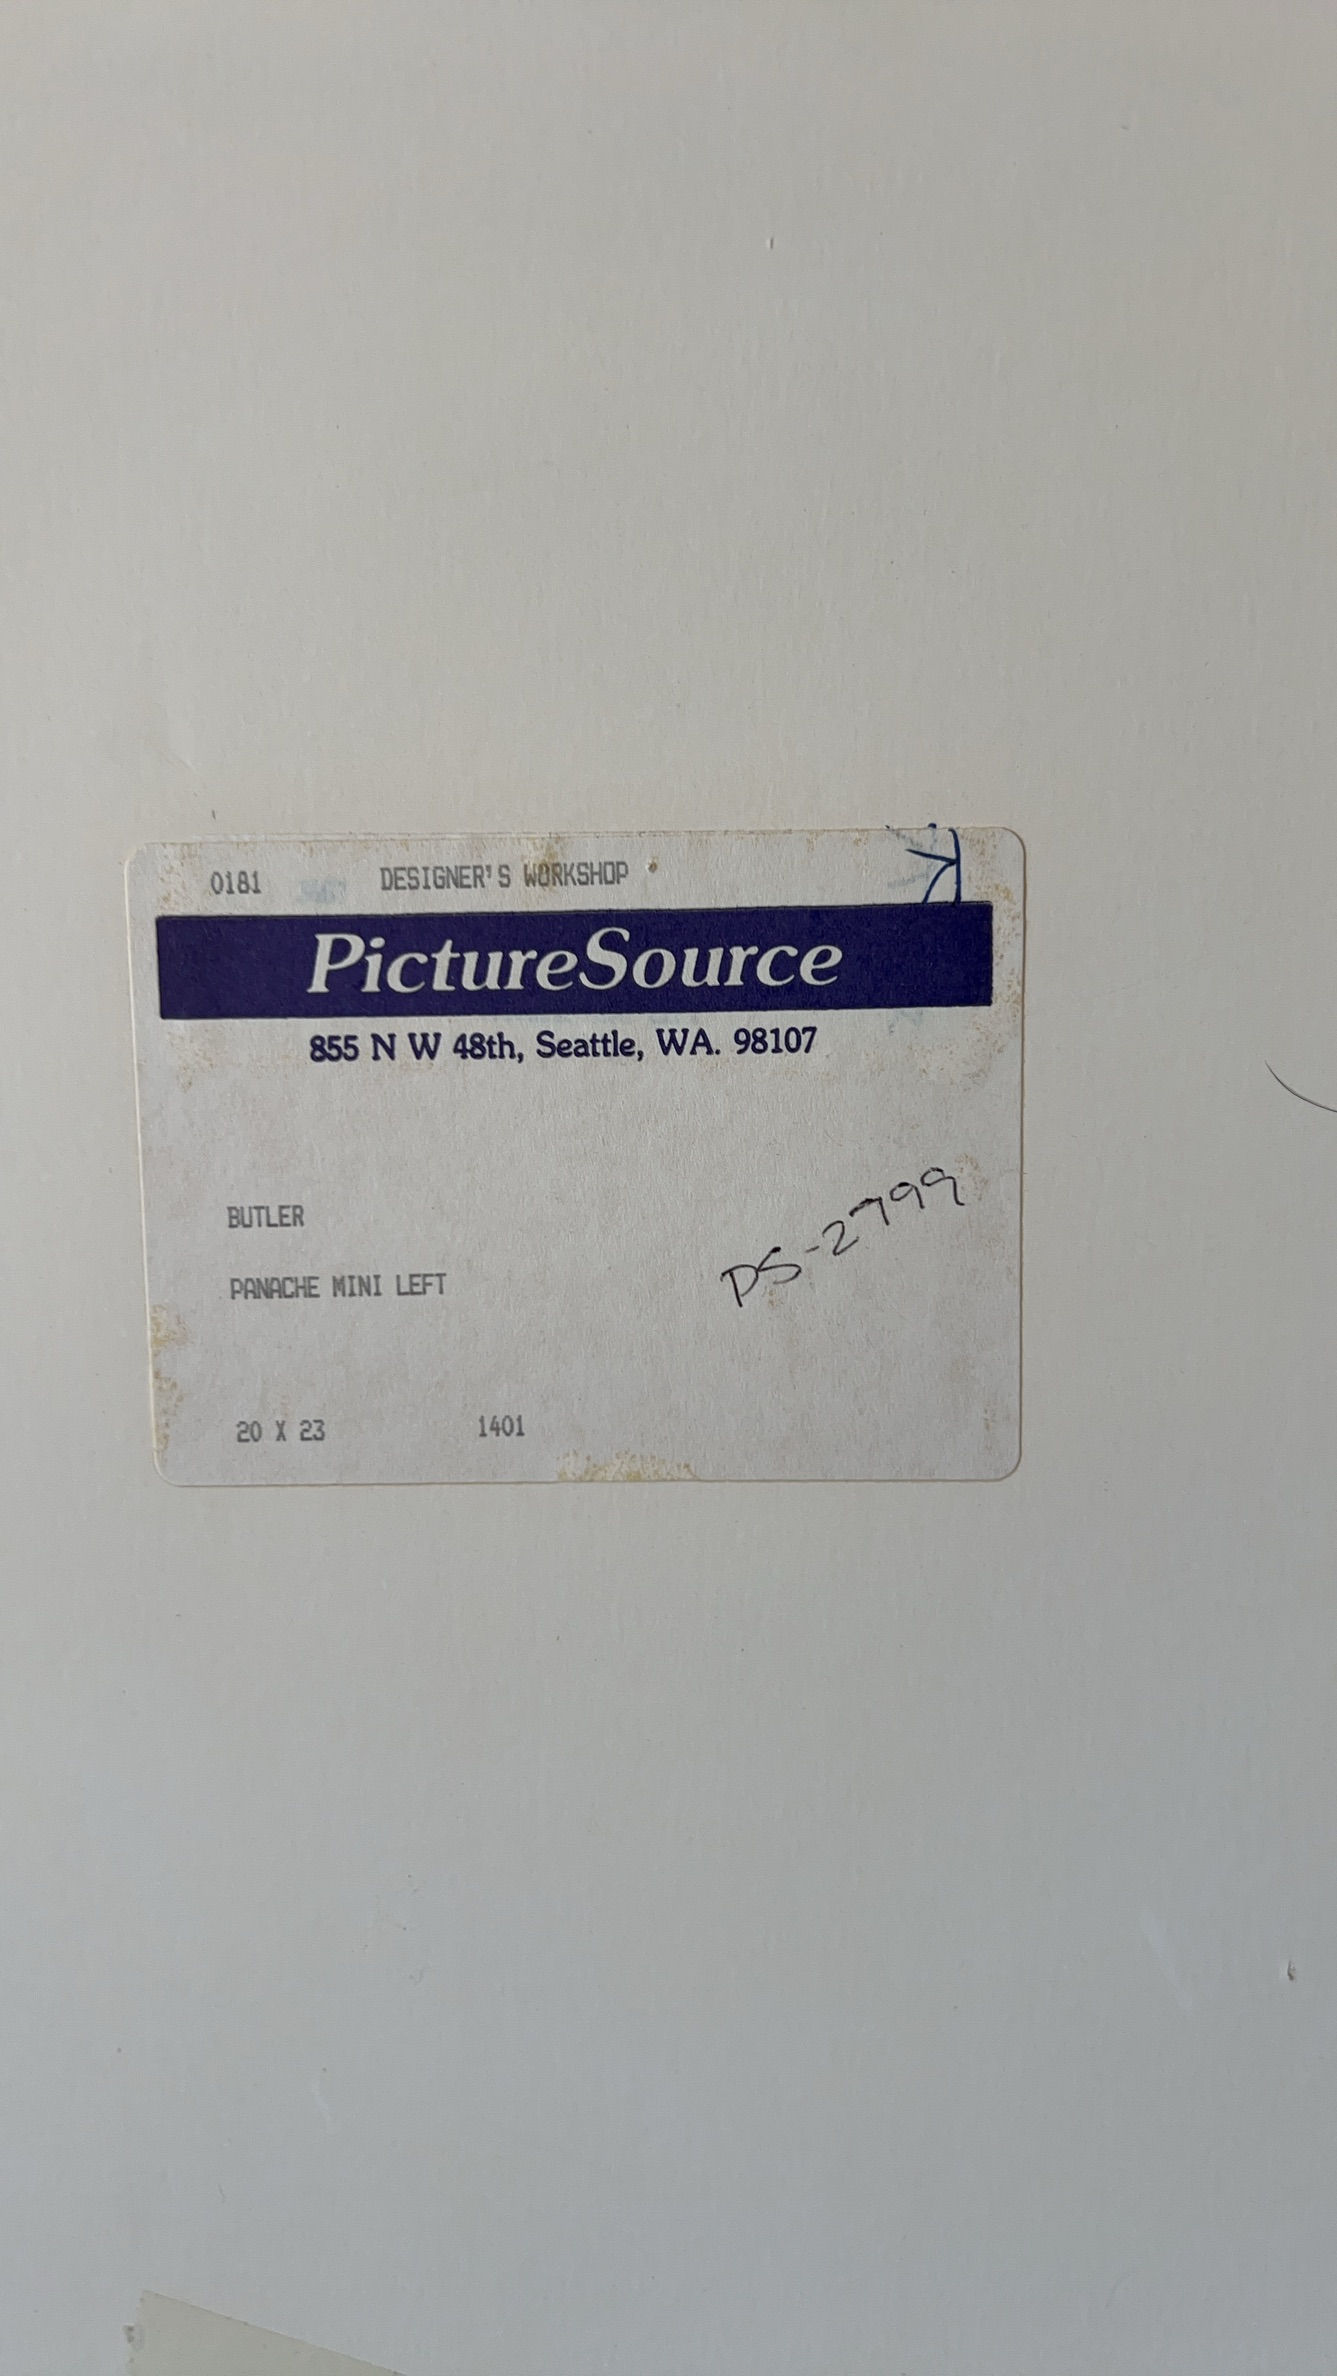 0181 DESIGNER'S WORKSHOP
PictureSource
855 N W 48th, Seattle, WA. 98107
BUTLER
PS-2799
PANACHE MINI LEFT
20 X 23 1401